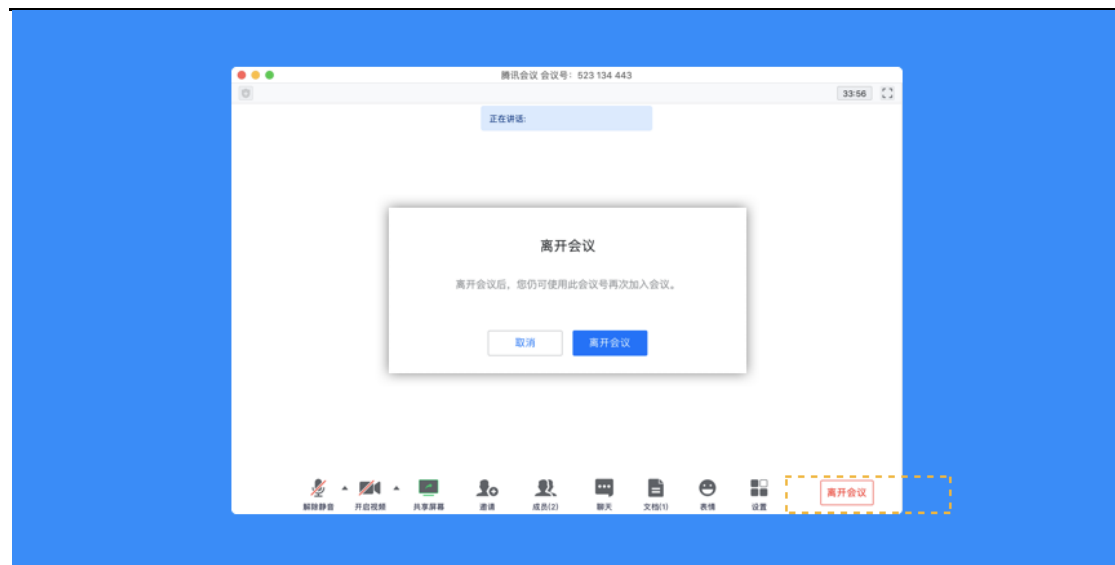 腾讯会议 会议号：523 134 443
33:56
正在讲话:
离开会议
离开会议后，您仍可使用此会议号再次加入会议。
取消 离开会议
解除静音 开启视频 共享屏幕 邀请 成员(2) 聊天 文档(1) 表情 设置 离开会议